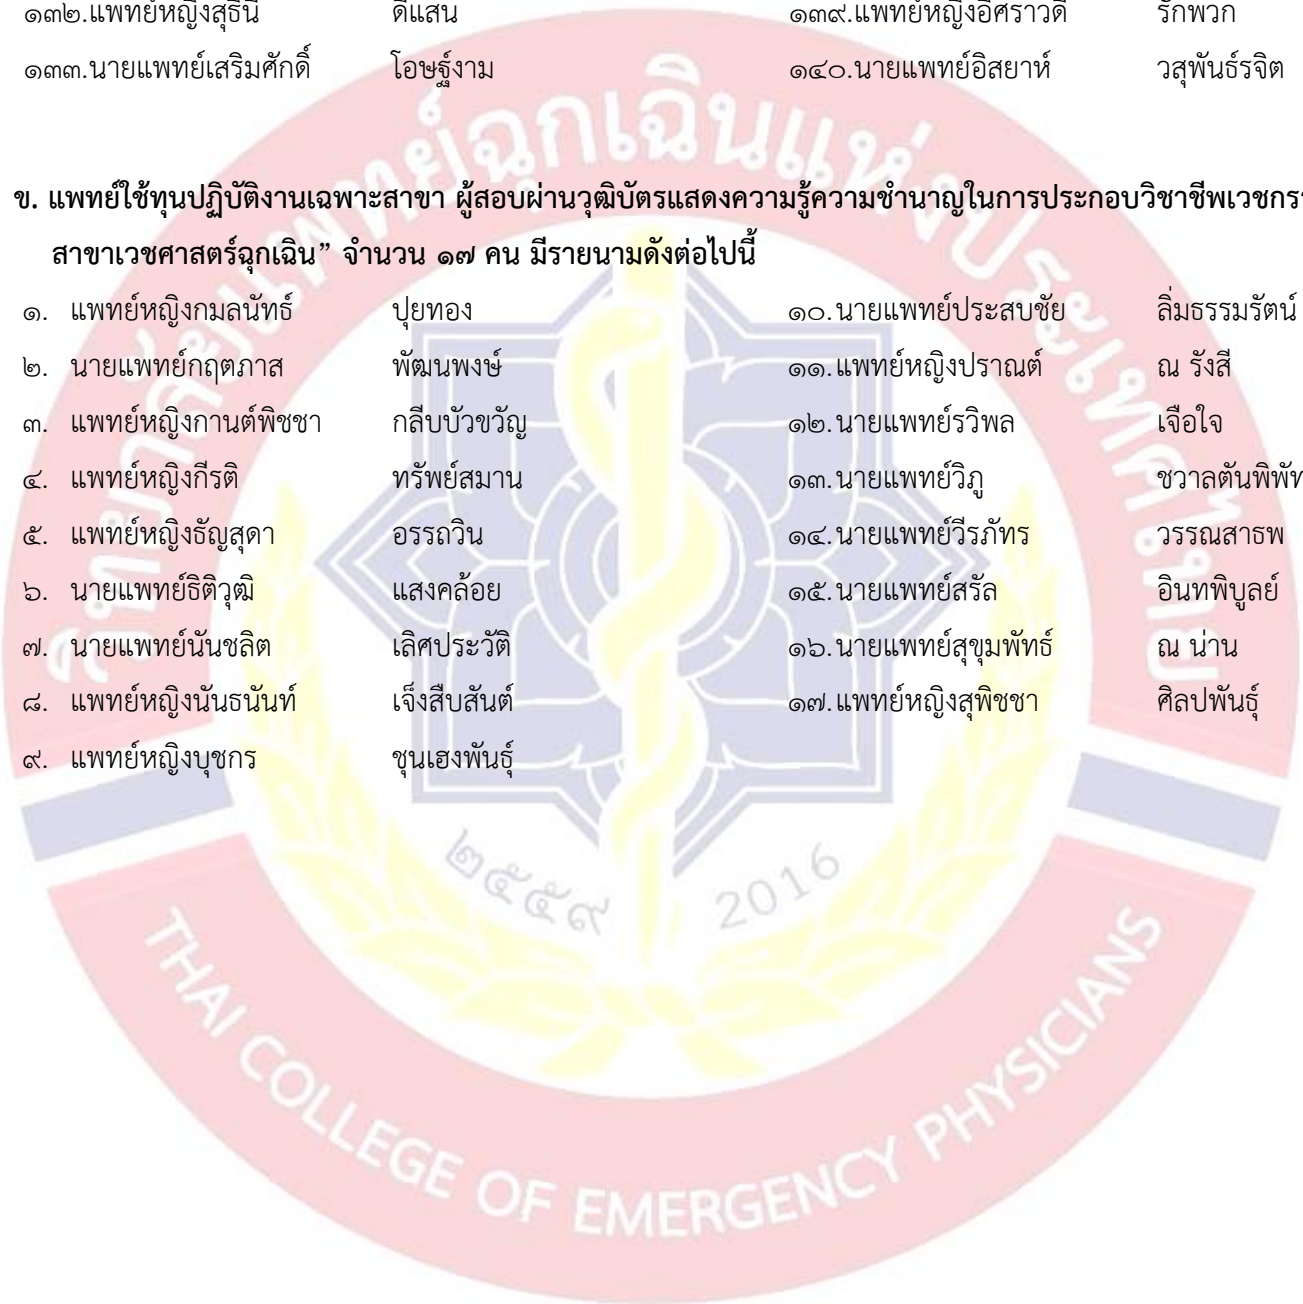 ๑๓๒.แพทย์หญิงสุธินี ดีแสน ๑๓๙.แพทย์หญิงอิศราวดี รักพวก
๑๓๓.นายแพทย์เสริมศักดิ์ โอษฐ์งาม ๑๔๐.นายแพทย์อิสยาห์ วสุพันธ์รจิต
ข. แพทย์ใช้ทุนปฏิบัติงานเฉพาะสาขา ผู้สอบผ่านวุฒิบัตรแสดงความรู้ความชำนาญในการประกอบวิชาชีพเวชกรร
สาขาเวชศาสตร์ฉุกเฉิน” จำนวน ๑๗ คน มีรายนามดังต่อไปนี้
๑. แพทย์หญิงกมลนัทธ์ ปุยทอง ๑๐.นายแพทย์ประสบชัย ลิ่มธรรมรัตน์
๒. นายแพทย์กฤตภาส พัฒนพงษ์ ๑๑.แพทย์หญิงปราณต์ ณ รังสี
๓. แพทย์หญิงกานต์พิชชา กลีบบัวขวัญ ๑๒.นายแพทย์รวิพล เจือใจ
๔. แพทย์หญิงกีรติ ทรัพย์สมาน ๑๓.นายแพทย์วิภู ชวาลตันพิพัท
๕. แพทย์หญิงธัญสุดา อรรถวิน ๑๔.นายแพทย์วีรภัทร วรรณสาธพ
๖. นายแพทย์ธิติวุฒิ แสงคล้อย ๑๕.นายแพทย์สรัล อินทพิบูลย์
๗. นายแพทย์นันชลิต เลิศประวัติ ๑๖.นายแพทย์สุขุมพัทธ์ ณ น่าน
๘. แพทย์หญิงนันธนันท์ เจ็งสืบสันต์ ๑๗.แพทย์หญิงสุพิชชา ศิลปพันธุ์
๙. แพทย์หญิงบุชกร ชุนเฮงพันธุ์
วิทยาลัยแพทย์ฉุกเฉินแห่งประเทศไทย
๒๕๕๙ 2016
THAI COLLEGE OF EMERGENCY PHYSICIANS